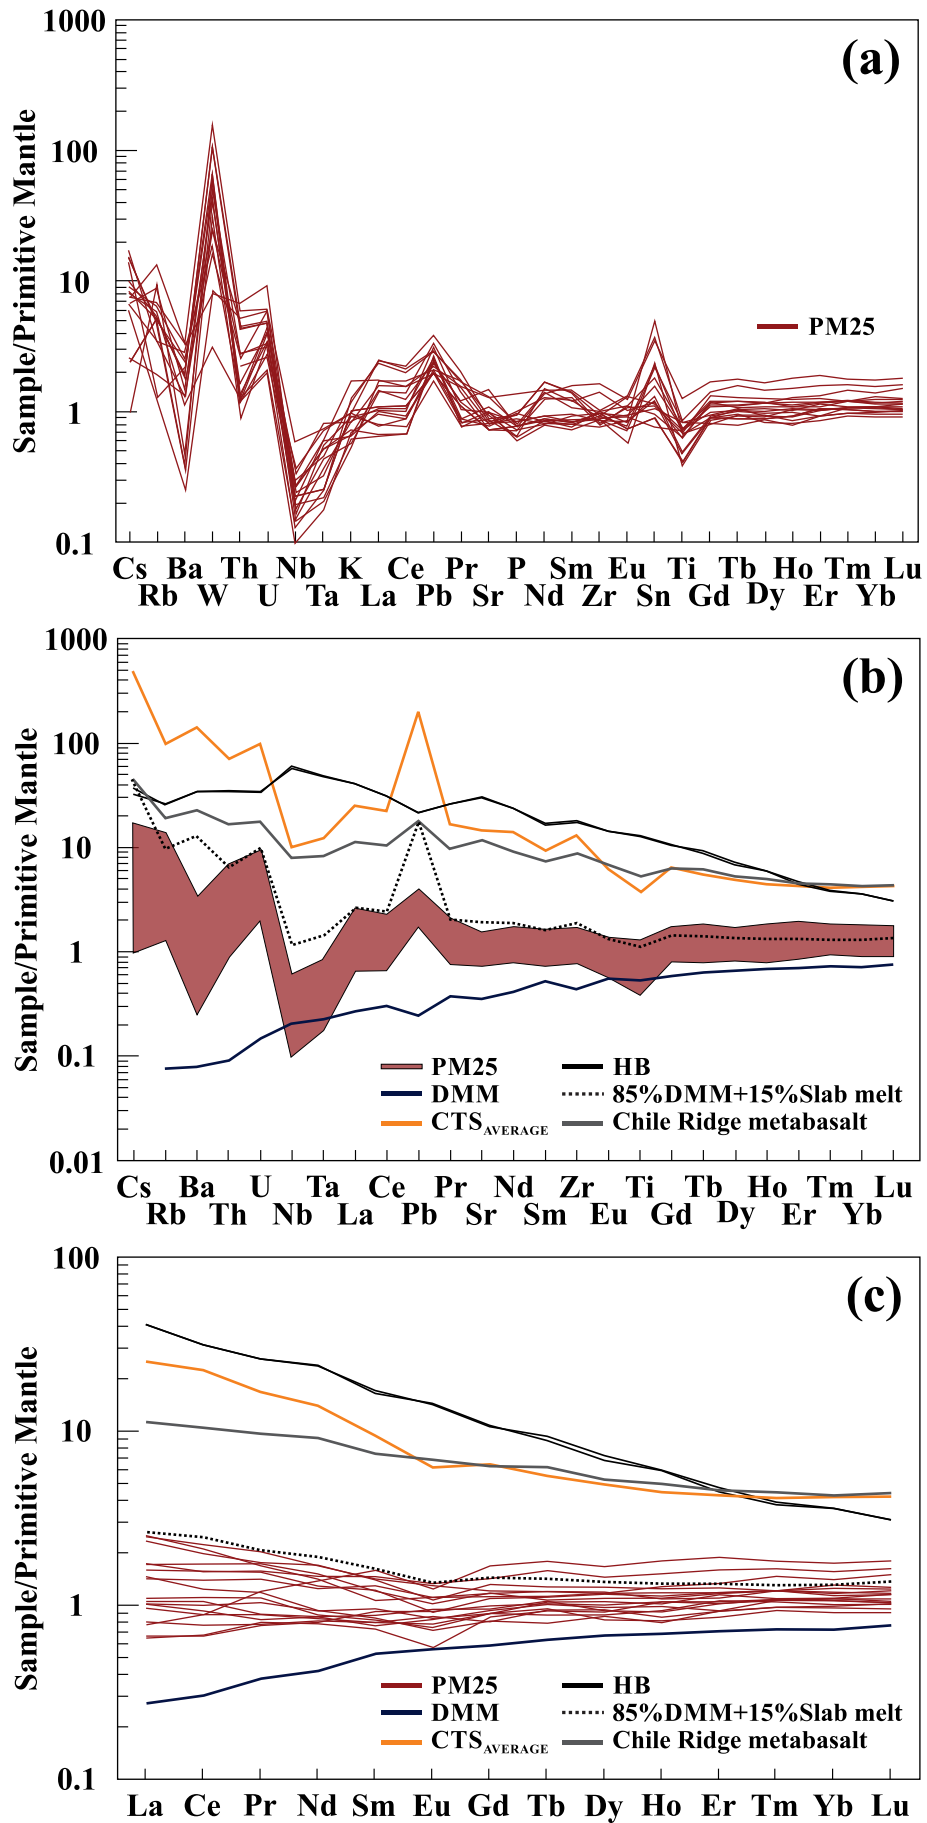 1000
100
10
1
0.1
Sample/Primitive Mantle
(a)
PM25
Cs Ba Th Nb K Ce Pr P Sm Eu Ti Tb Ho Tm Lu
Rb W U Ta La Pb Sr Nd Zr Sn Gd Dy Er Yb
1000
100
10
1
0.1
0.01
Sample/Primitive Mantle
(b)
PM25 HB
DMM 85%DMM+15%Slab melt
CTS AVERAGE Chile Ridge metabasalt
Cs Ba U Ta Ce Pr Nd Zr Ti Tb Ho Tm Lu
Rb Th Nb La Pb Sr Sm Eu Gd Dy Er Yb
100
10
1
0.1
Sample/Primitive Mantle
(c)
PM25 HB
DMM 85%DMM+15%Slab melt
CTS AVERAGE Chile Ridge metabasalt
La Ce Pr Nd Sm Eu Gd Tb Dy Ho Er Tm Yb Lu